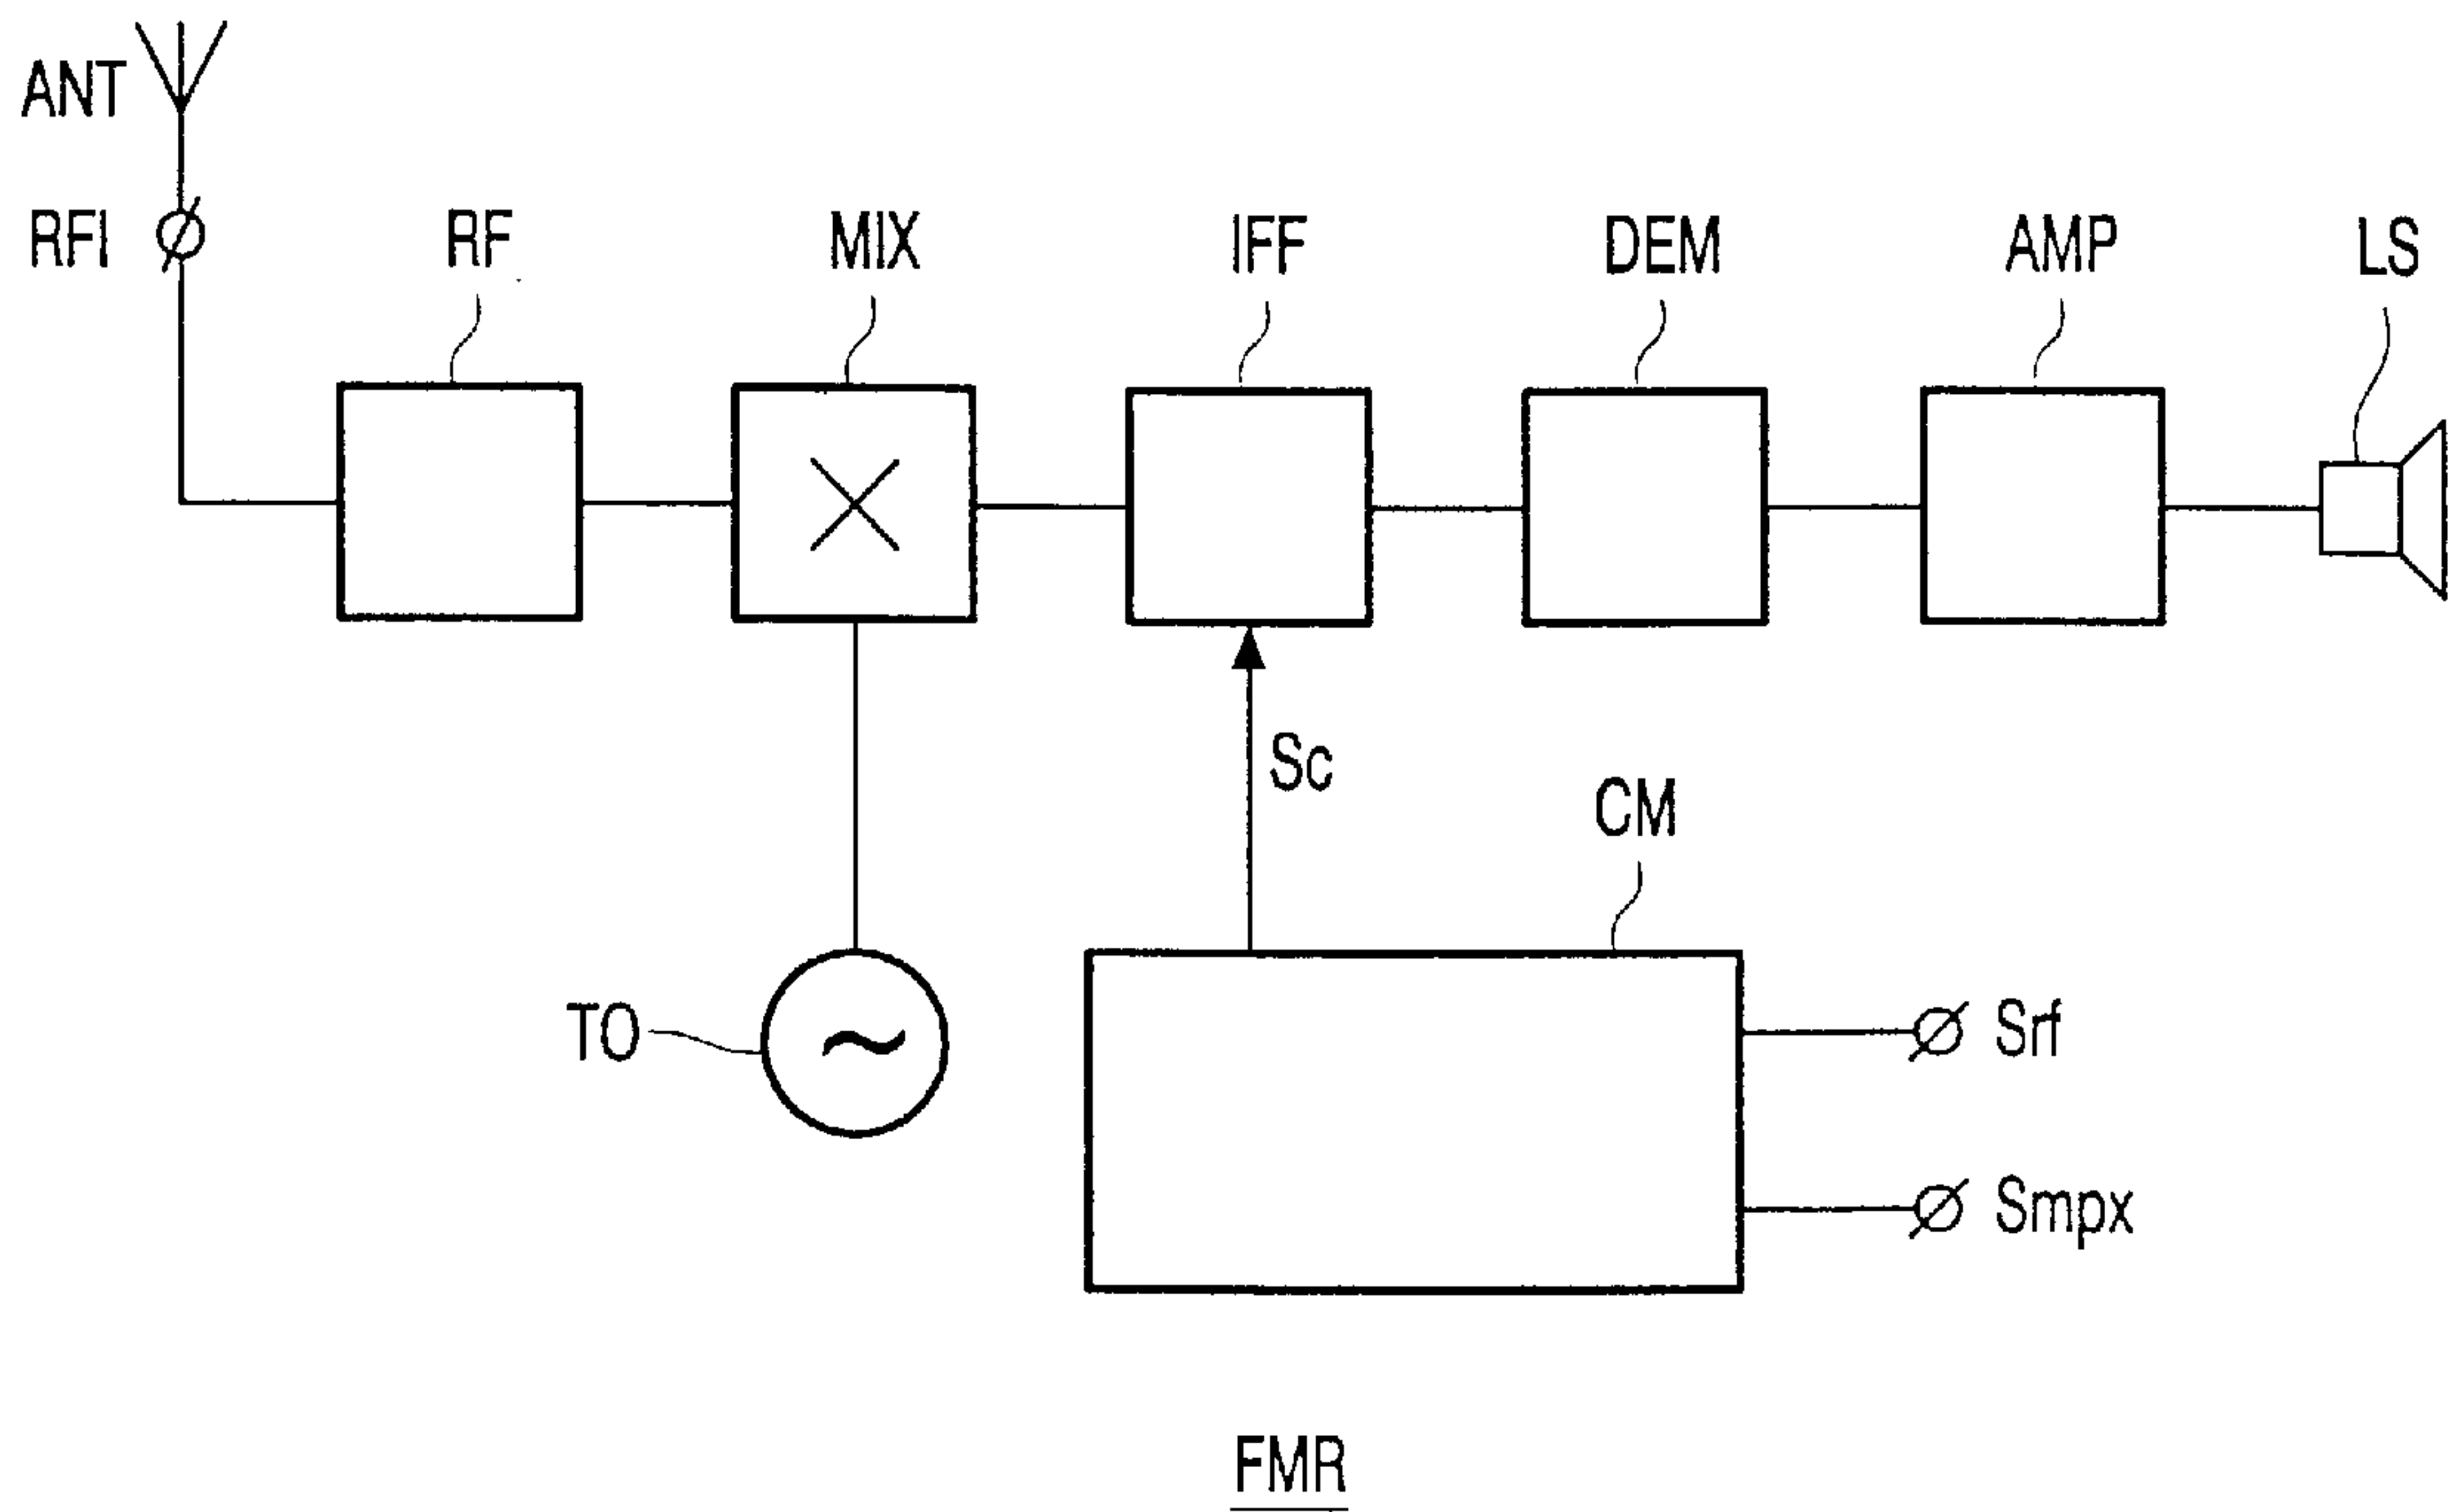 ANT
RFI
RF
MIX
IFF
DEM
AMP
LS
Sc
CM
TO
Srf
Smpx
FMR